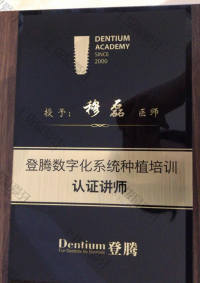 DENTIUM
ACADEMY
SINCE
2000
授予： 穆磊 医师
登腾数字化系统种植培训
认证讲师
Dentium 登腾
For Dentists, By Dentists